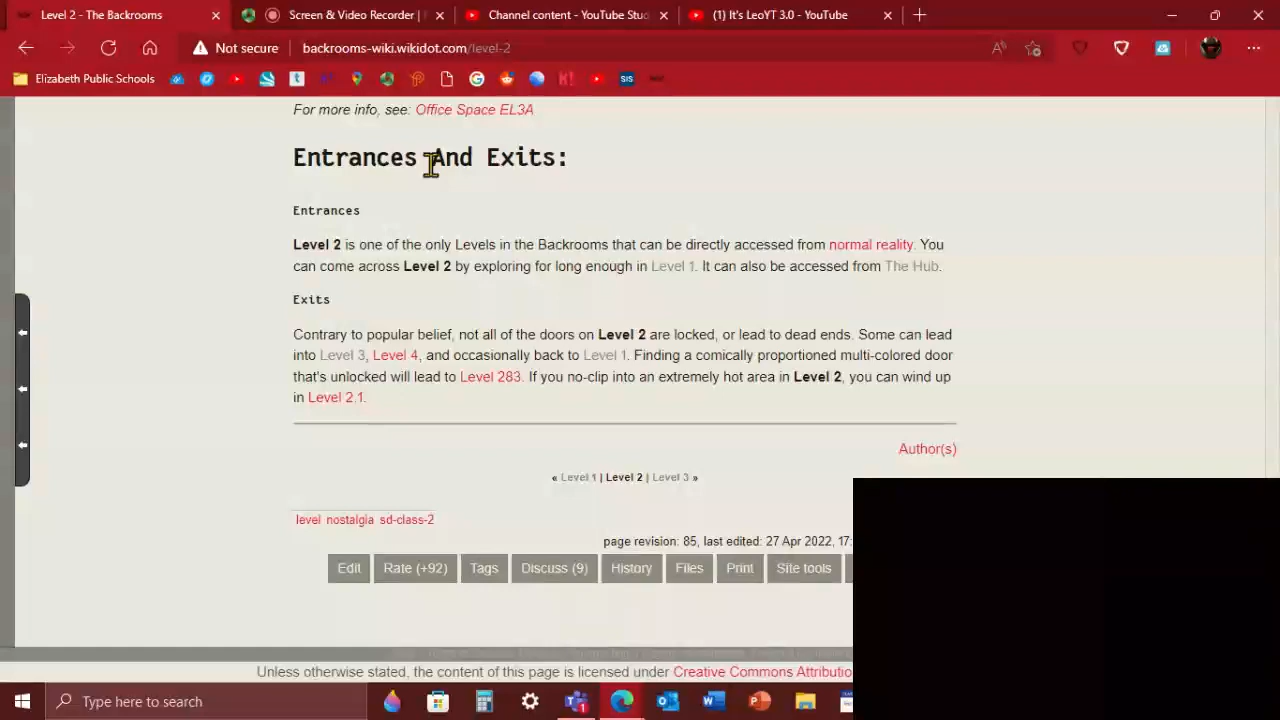 Level 2 - The Backrooms
Screen & Video Recorder |
Channel content - YouTube Stud
(1) It's LeoYT 3.0 - YouTube
Not secure
backrooms-wiki.wikidot.com/level-2
Elizabeth Public Schools
SIS
For more info, see: Office Space EL3A
Entrances And Exits:
Entrances
Level 2 is one of the only Levels in the Backrooms that can be directly accessed from normal reality. You
can come across Level 2 by exploring for long enough in Level 1. It can also be accessed from The Hub.
Exits
Contrary to popular belief, not all of the doors on Level 2 are locked, or lead to dead ends. Some can lead
into Level 3, Level 4, and occasionally back to Level 1. Finding a comically proportioned multi-colored door
that's unlocked will lead to Level 283. If you no-clip into an extremely hot area in Level 2, you can wind up
in Level 2.1.
Author(s)
« Level 1 | Level 2 | Level 3 »
level nostalgia sd-class-2
page revision: 85, last edited: 27 Apr 2022, 17:
Edit Rate (+92) Tags Discuss (9) History Files Print Site tools
Unless otherwise stated, the content of this page is licensed under Creative Commons Attributio
Type here to search